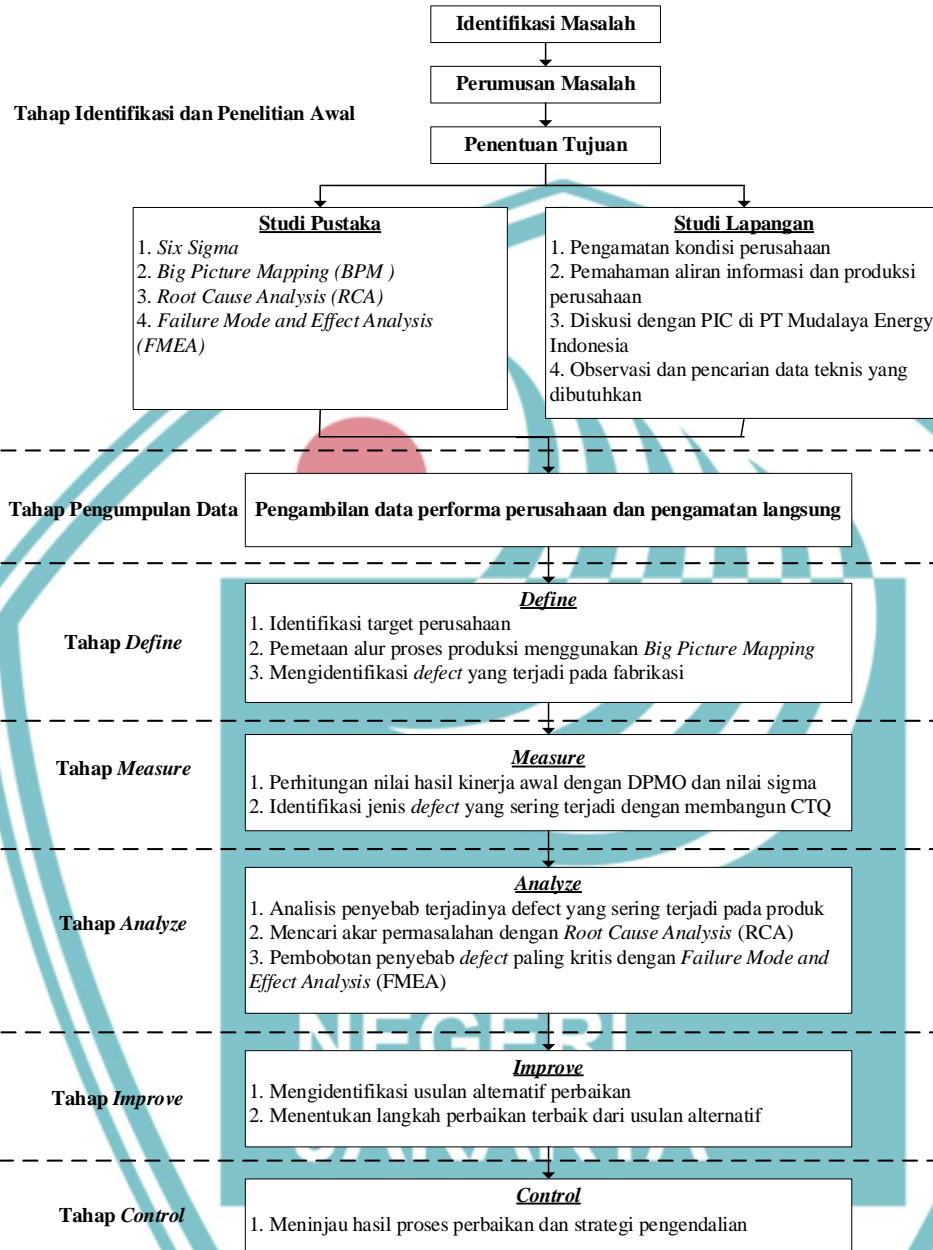 Identifikasi Masalah
Perumusan Masalah
Tahap Identifikasi dan Penelitian Awal
Penentuan Tujuan
Studi Pustaka
1. Six Sigma
2. Big Picture Mapping (BPM )
3. Root Cause Analysis (RCA)
4. Failure Mode and Effect Analysis
(FMEA)
Studi Lapangan
1. Pengamatan kondisi perusahaan
2. Pemahaman aliran informasi dan produksi
perusahaan
3. Diskusi dengan PIC di PT Mudalaya Energy
Indonesia
4. Observasi dan pencarian data teknis yang
dibutuhkan
Tahap Pengumpulan Data
Pengambilan data performa perusahaan dan pengamatan langsung
Tahap Define
Define
1. Identifikasi target perusahaan
2. Pemetaan alur proses produksi menggunakan Big Picture Mapping
3. Mengidentifikasi defect yang terjadi pada fabrikasi
Tahap Measure
Measure
1. Perhitungan nilai hasil kinerja awal dengan DPMO dan nilai sigma
2. Identifikasi jenis defect yang sering terjadi dengan membangun CTQ
Tahap Analyze
Analyze
1. Analisis penyebab terjadinya defect yang sering terjadi pada produk
2. Mencari akar permasalahan dengan Root Cause Analysis (RCA)
3. Pembobotan penyebab defect paling kritis dengan Failure Mode and
Effect Analysis (FMEA)
NEGERI
Tahap Improve
Improve
1. Mengidentifikasi usulan alternatif perbaikan
2. Menentukan langkah perbaikan terbaik dari usulan alternatif
JAKARTA
Tahap Control
Control
1. Meninjau hasil proses perbaikan dan strategi pengendalian